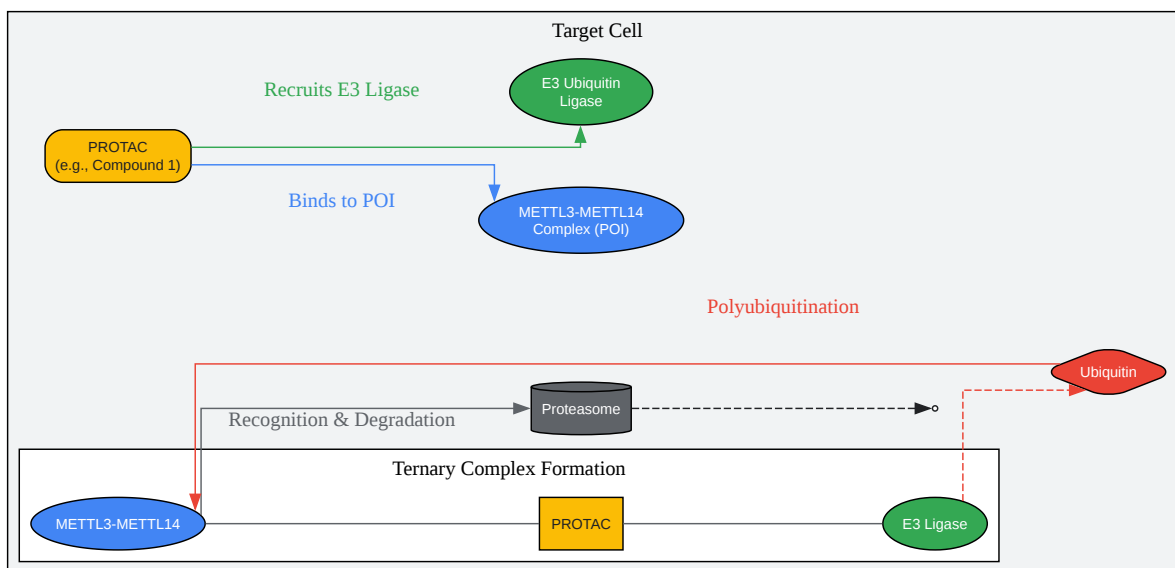 Target Cell
E3 Ubiquitin
Ligase
Recruits E3 Ligase
PROTAC
(e.g., Compound 1)
Binds to POI
METTL3-METTL14
Complex (POI)
Polyubiquitination
Ubiquitin
Proteasome
Recognition & Degradation
Ternary Complex Formation
METTL3-METTL14
PROTAC
E3 Ligase